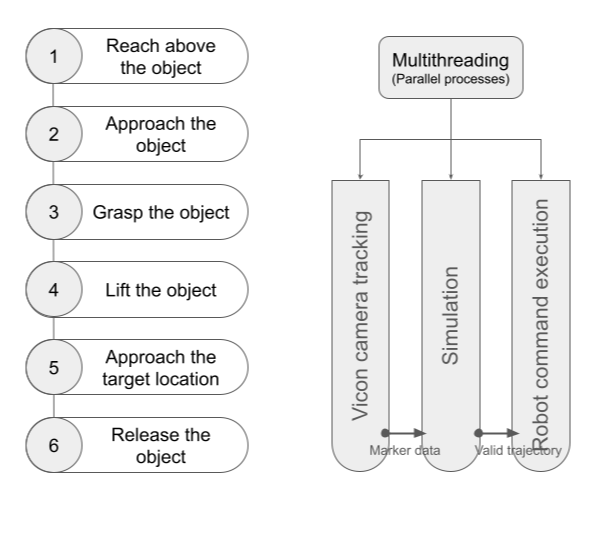 1
Reach above
the object
2
Approach the
object
3
Grasp the object
4
Lift the object
5
Approach the
target location
6
Release the
object
Multithreading
(Parallel processes)
Vicon camera tracking
Simulation
Robot command execution
Marker data
Valid trajectory